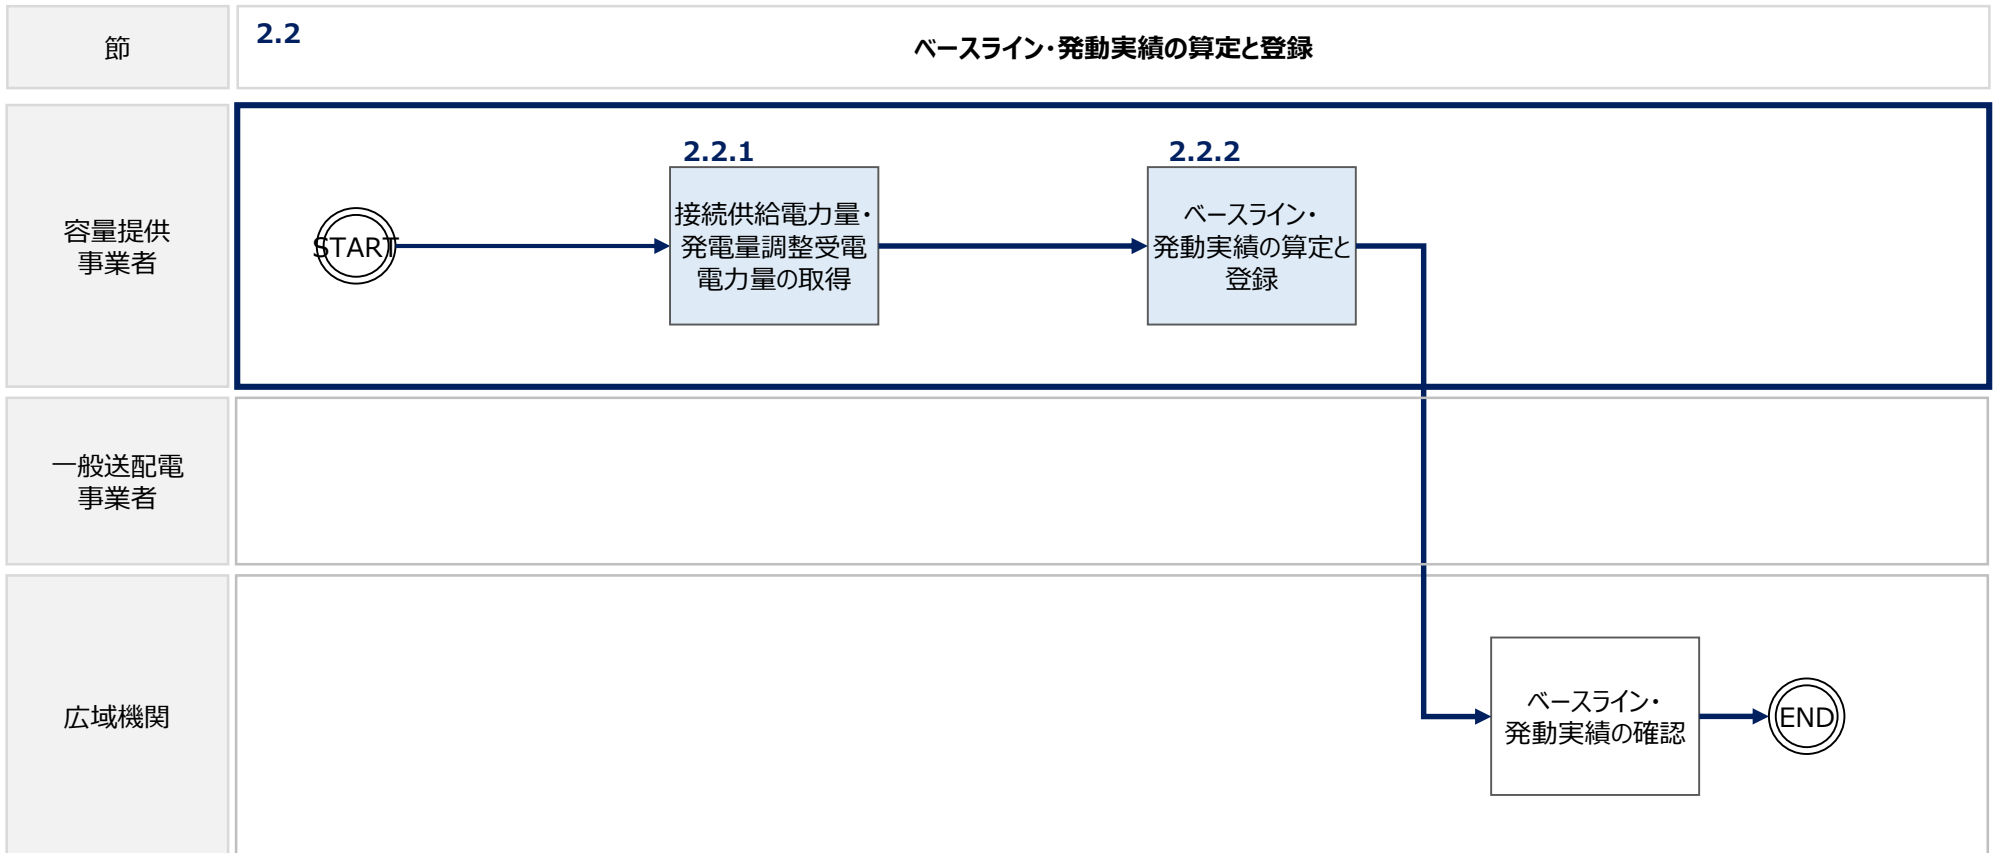 節
2.2
ベースライン・発動実績の算定と登録
容量提供
事業者
START
2.2.1
接続供給電力量・
発電量調整受電
電力量の取得
2.2.2
ベースライン・
発動実績の算定と
登録
一般送配電
事業者
広域機関
ベースライン・
発動実績の確認
END